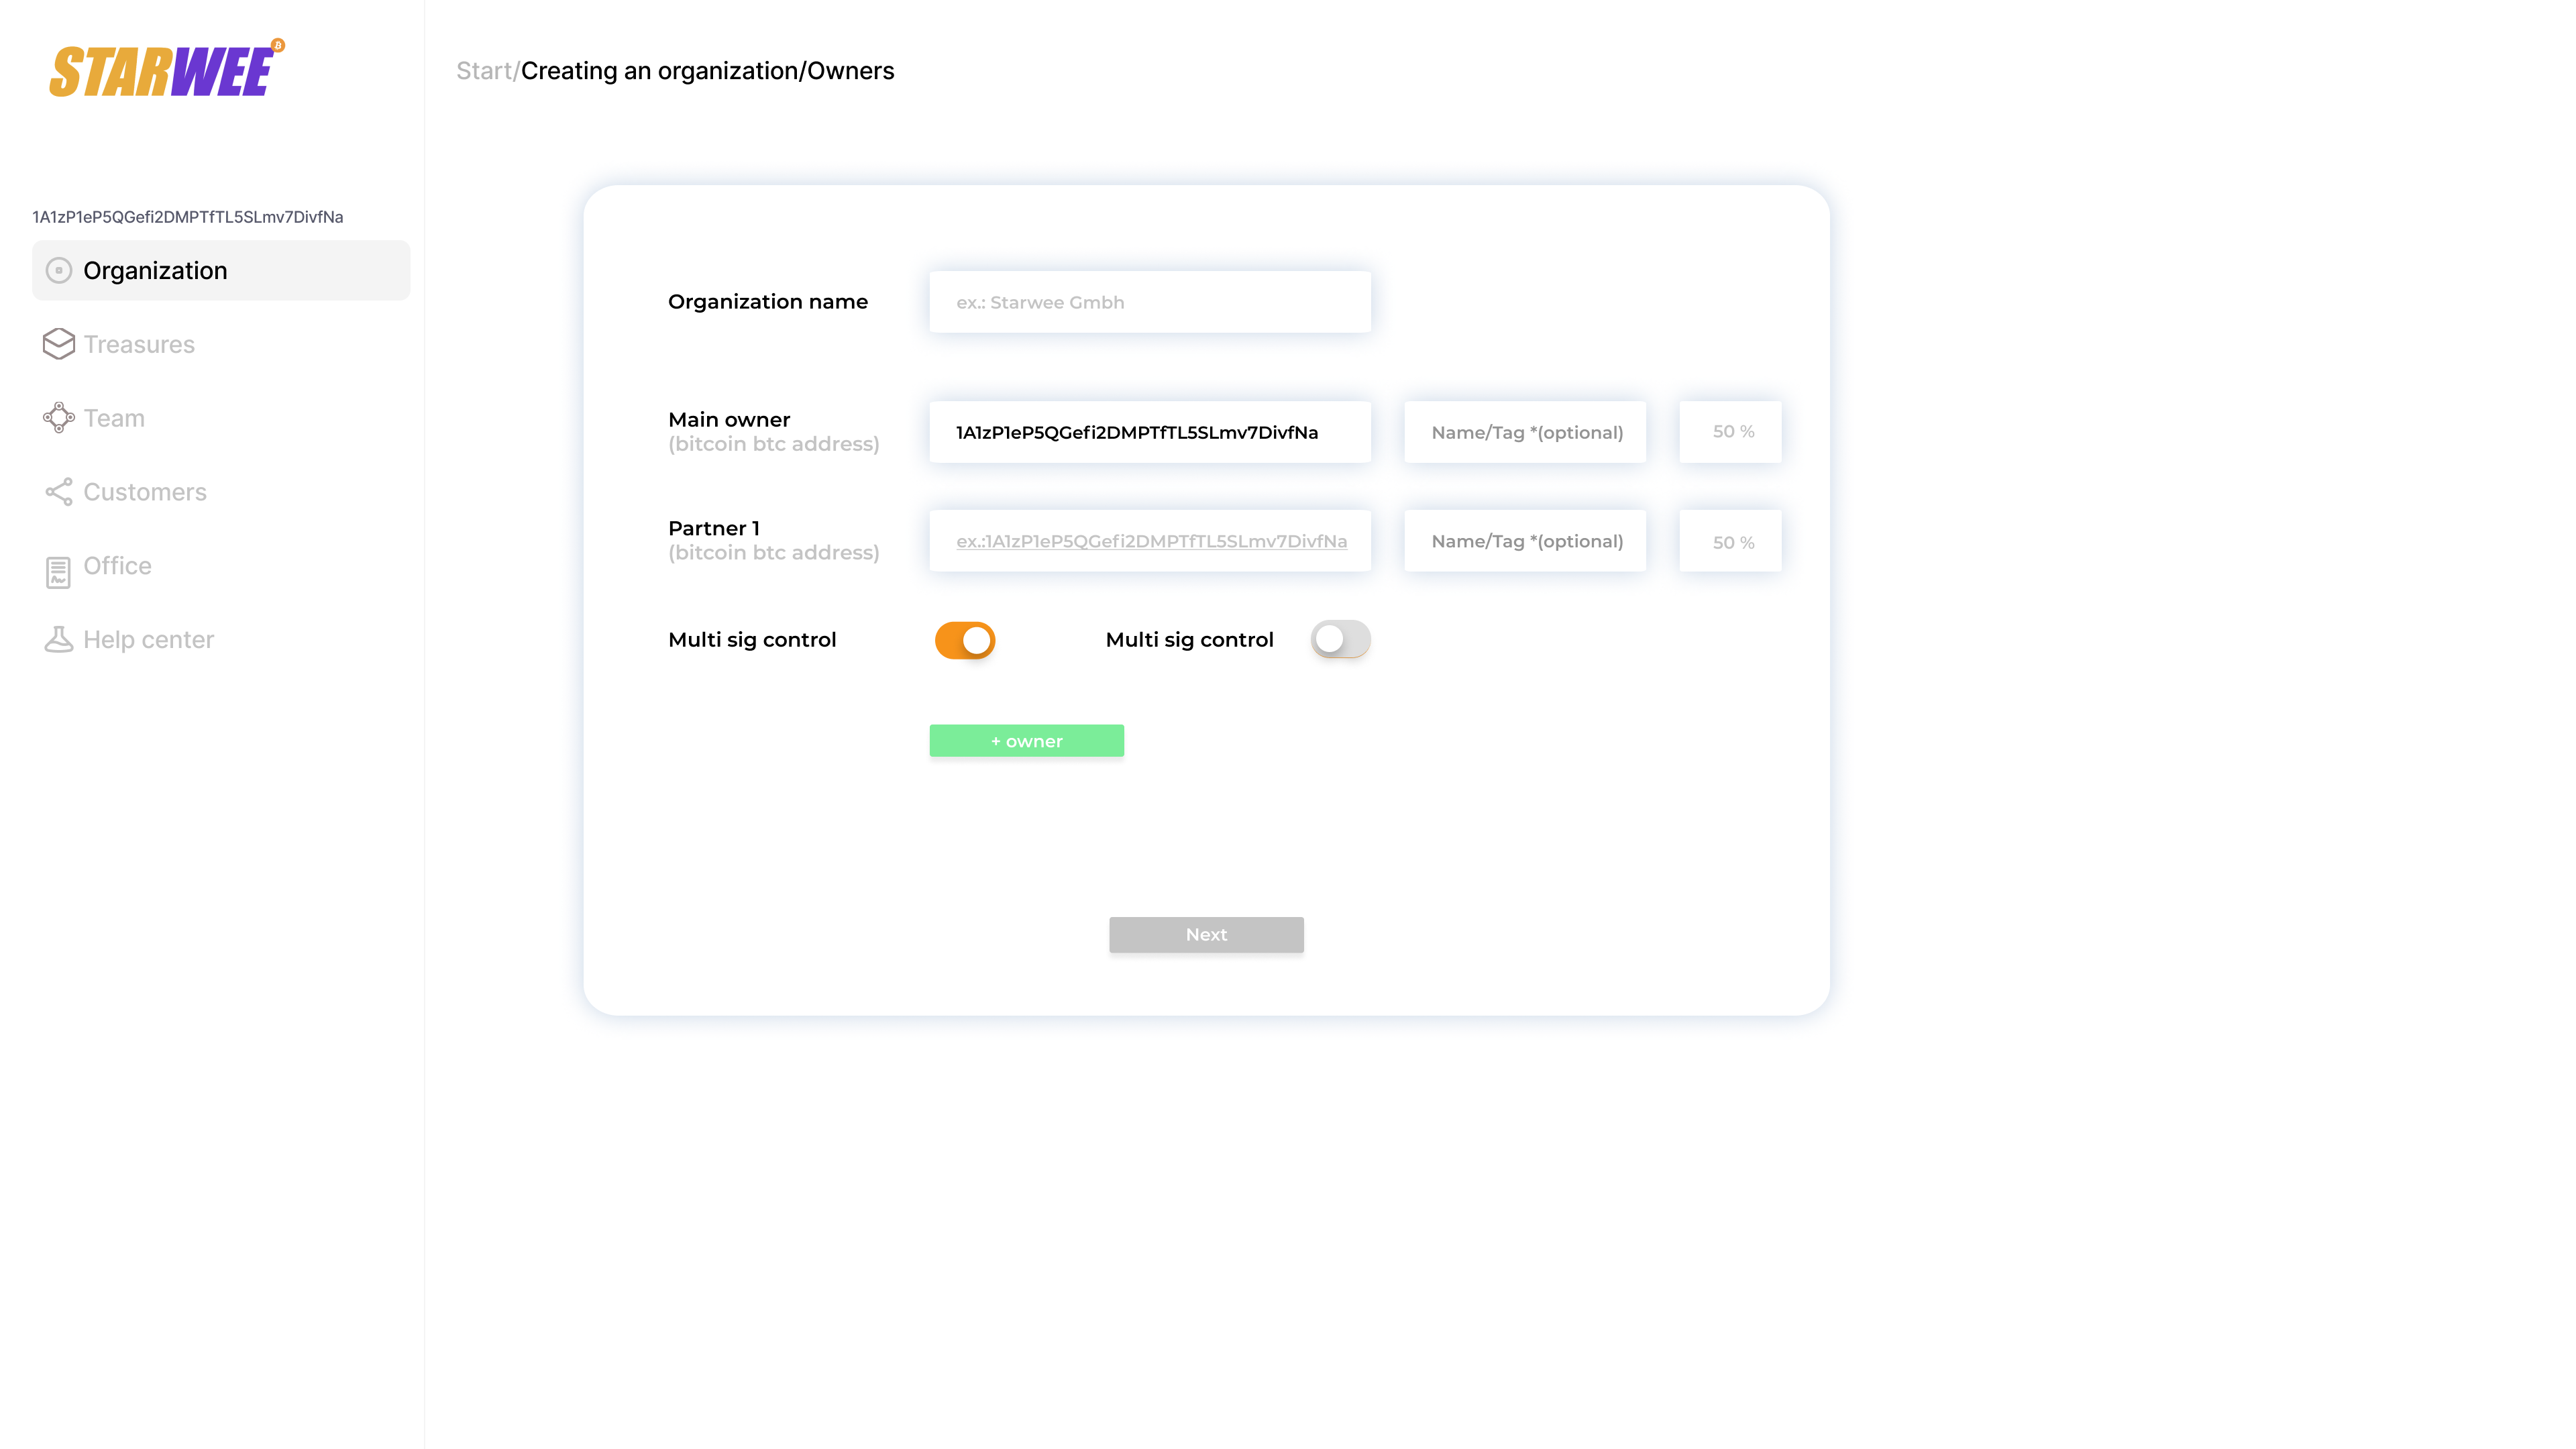 STARWEE
Start/Creating an organization/Owners
1A1zP1eP5QGefi2DMPTfTL5SLmv7DivfNa
Organization
Treasures
Team
Customers
Office
Help center
Organization name
ex.: Starwee Gmbh
Main owner
(bitcoin btc address)
1A1zP1eP5QGefi2DMPTfTL5SLmv7DivfNa
Name/Tag *(optional)
50 %
Partner 1
(bitcoin btc address)
ex.:1A1zP1eP5QGefi2DMPTfTL5SLmv7DivfNa
Name/Tag *(optional)
50 %
Multi sig control
Multi sig control
+ owner
Next